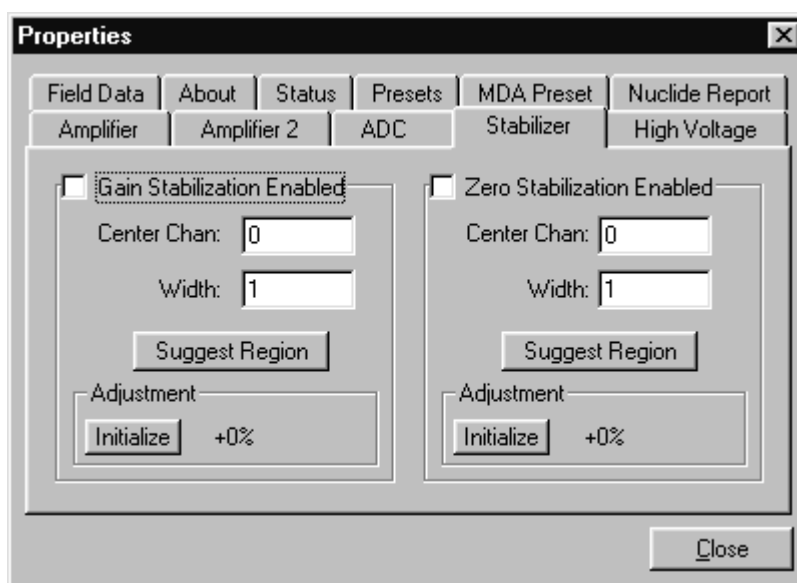 Properties
Field Data About Status Presets MDA Preset Nuclide Report
Amplifier Amplifier 2 ADC Stabilizer High Voltage
Gain Stabilization Enabled Zero Stabilization Enabled
Center Chan: 0 Center Chan: 0
Width: 1 Width: 1
Suggest Region Suggest Region
Adjustment Adjustment
Initialize +0% Initialize +0%
Close